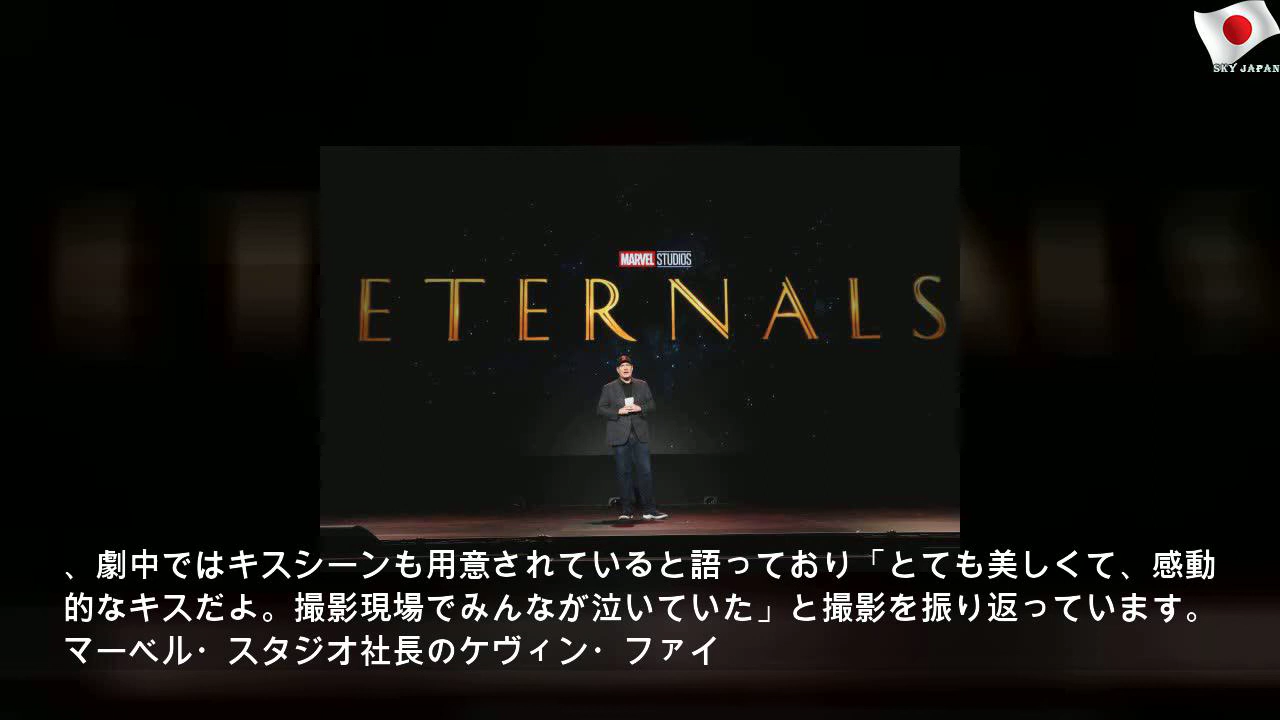 SKY JAPAN
MARVEL STUDIOS
ETERNALS
、劇中ではキスシーンも用意されていると語っており「とても美しくて、感動
的なキスだよ。撮影現場でみんなが泣いていた」と撮影を振り返っています。
マーベル・スタジオ社長のケヴィン・ファイ